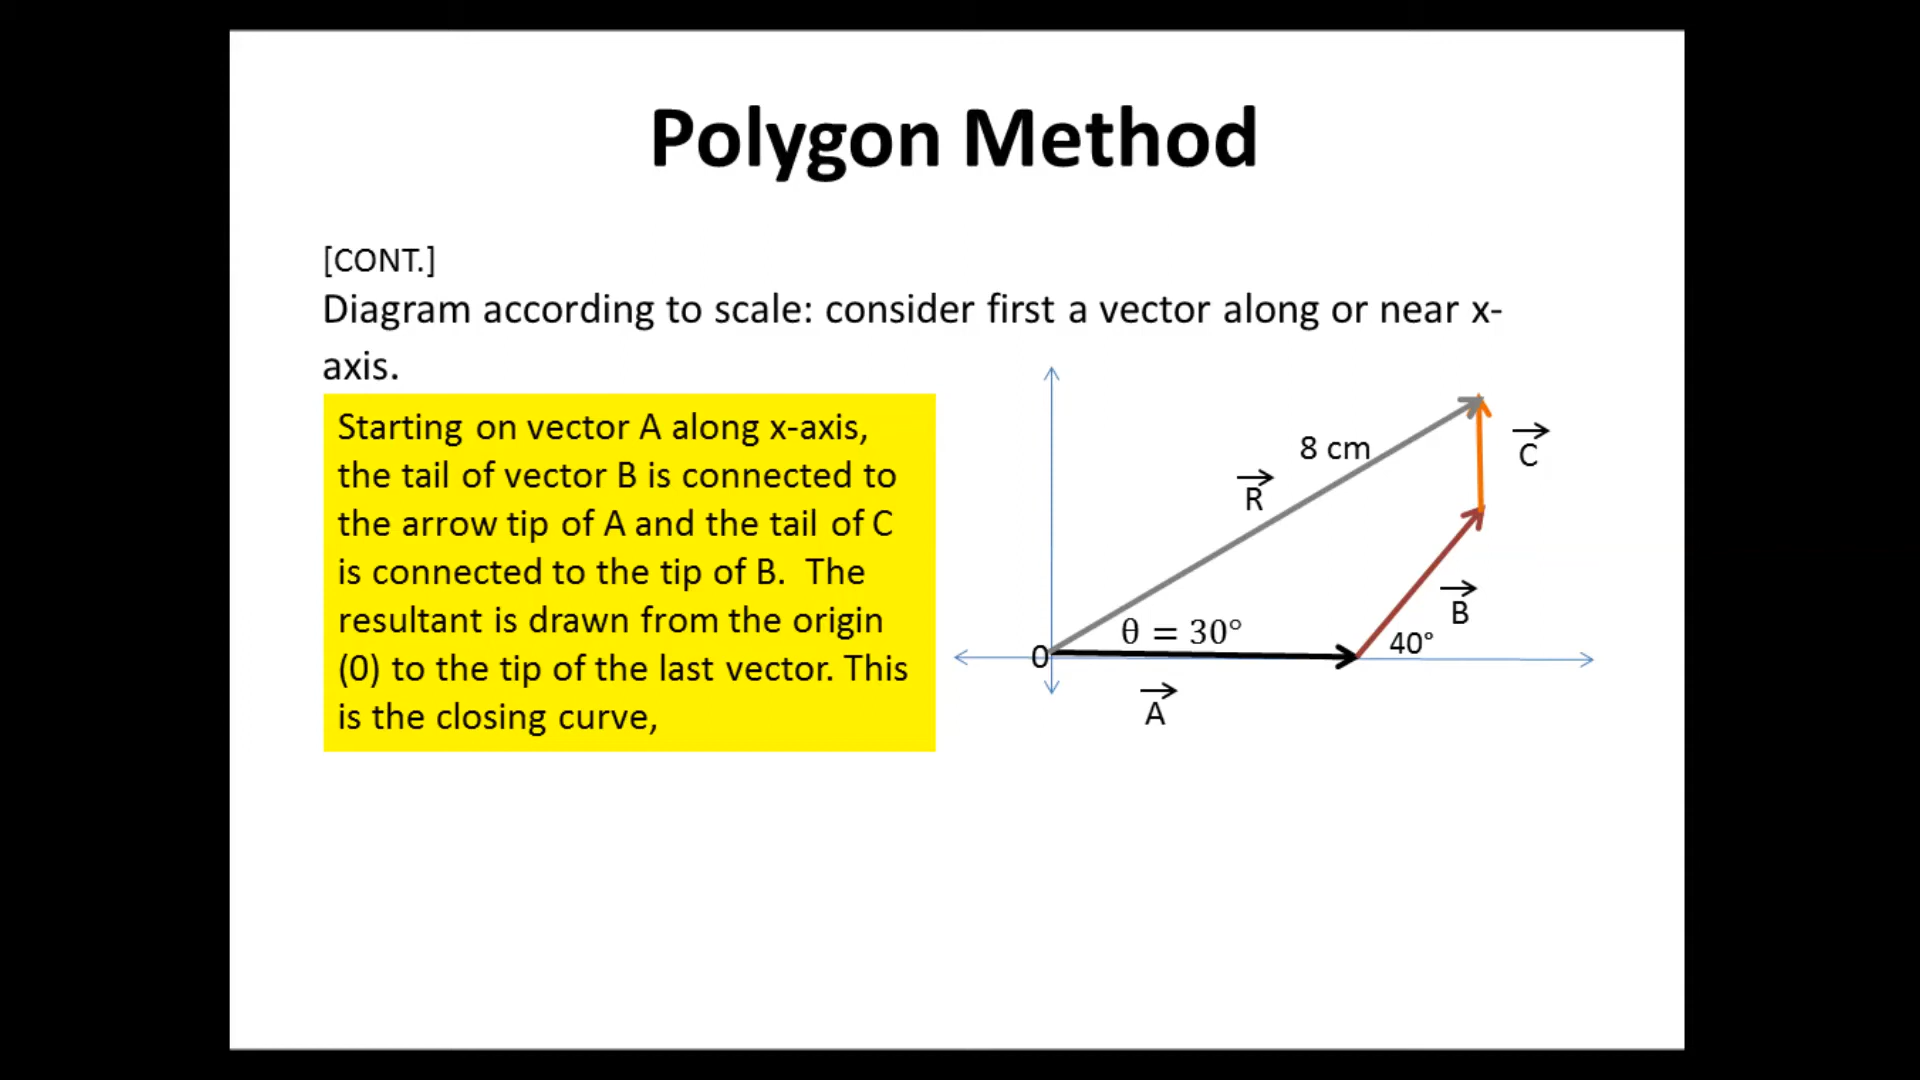 Polygon Method
[CONT.]
Diagram according to scale: consider first a vector along or near x-
axis.
Starting on vector A along x-axis,
the tail of vector B is connected to
the arrow tip of A and the tail of C
is connected to the tip of B.  The
resultant is drawn from the origin
(0) to the tip of the last vector. This
is the closing curve,
8 cm
C
R
B
θ = 30°
40°
0
A